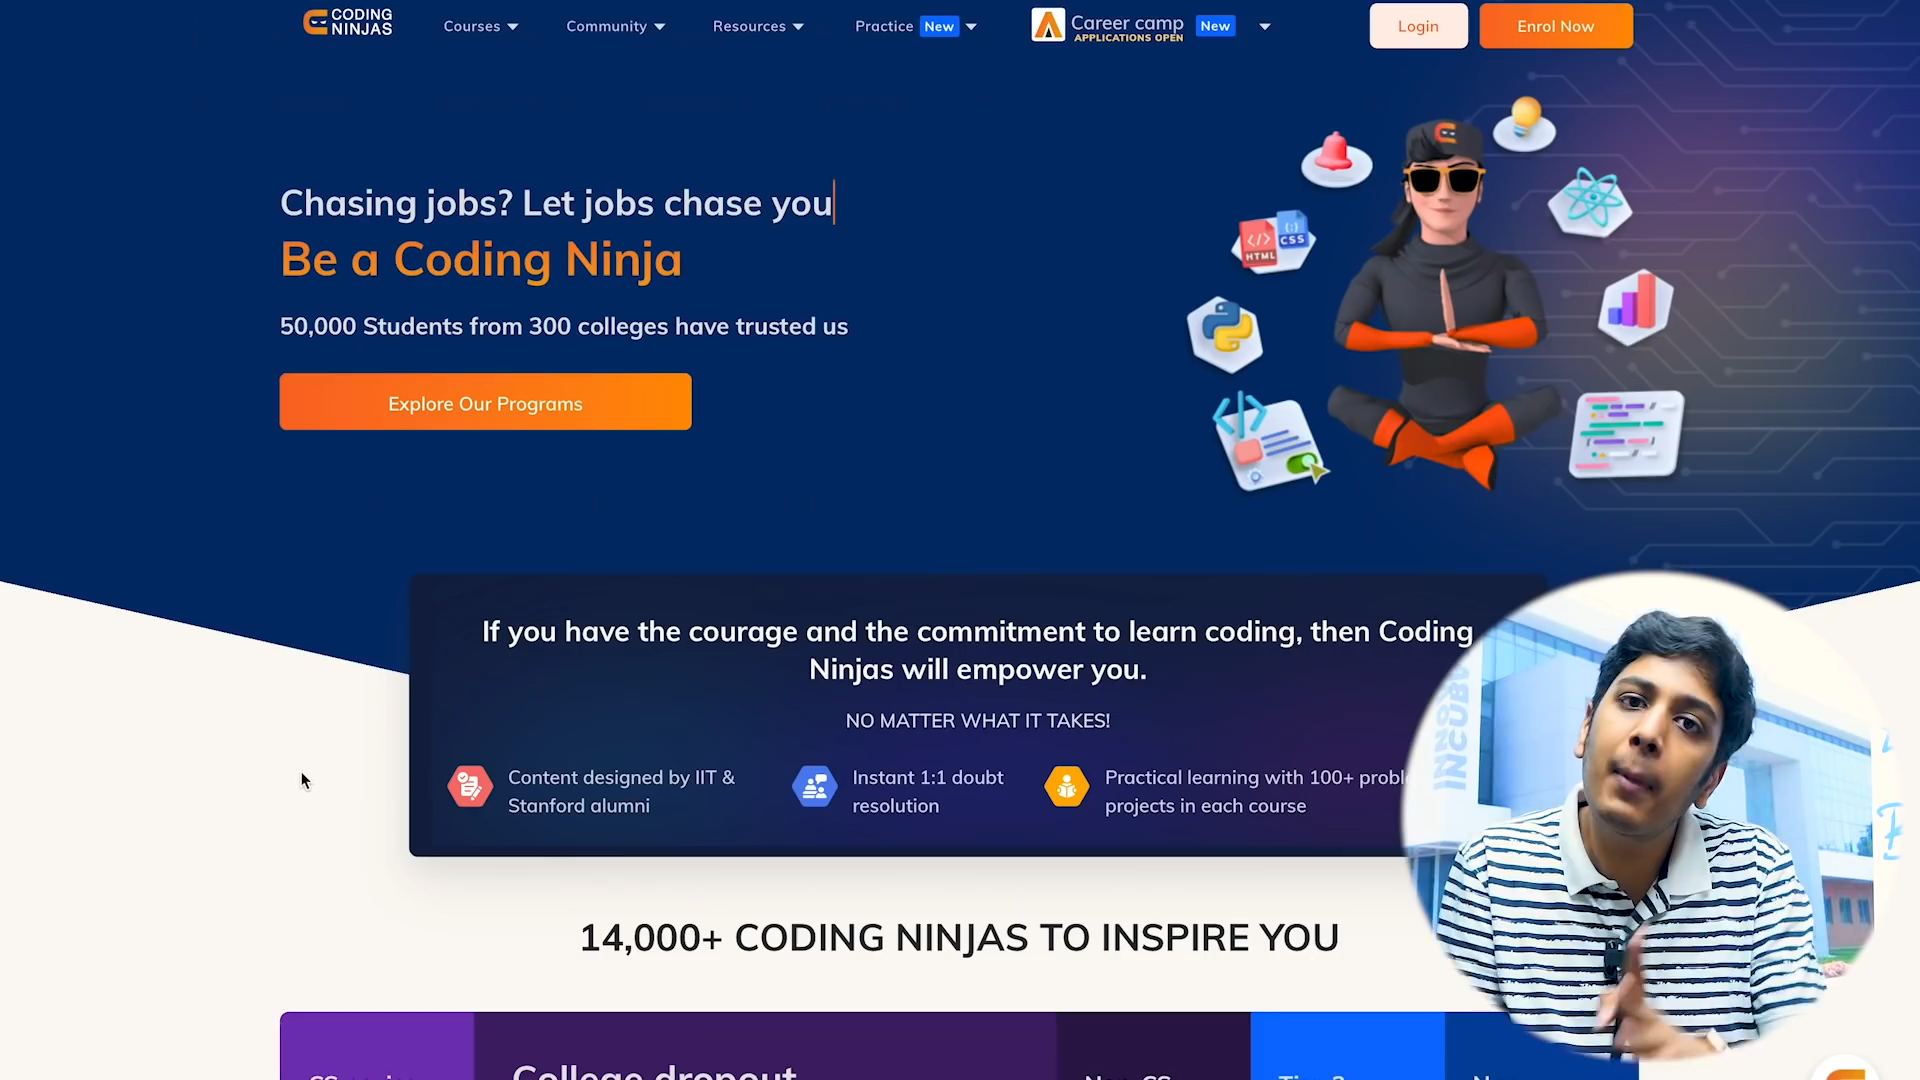 CODING
NINJAS
Courses
Community
Resources
Practice New
Career camp New
APPLICATIONS OPEN
Login
Enrol Now
Chasing jobs? Let jobs chase you
Be a Coding Ninja
50,000 Students from 300 colleges have trusted us
Explore Our Programs
HTML
CSS
If you have the courage and the commitment to learn coding, then Coding
Ninjas will empower you.
NO MATTER WHAT IT TAKES!
Content designed by IIT &
Stanford alumni
Instant 1:1 doubt
resolution
Practical learning with 100+
projects in each course
14,000+ CODING NINJAS TO INSPIRE YOU
College dropout